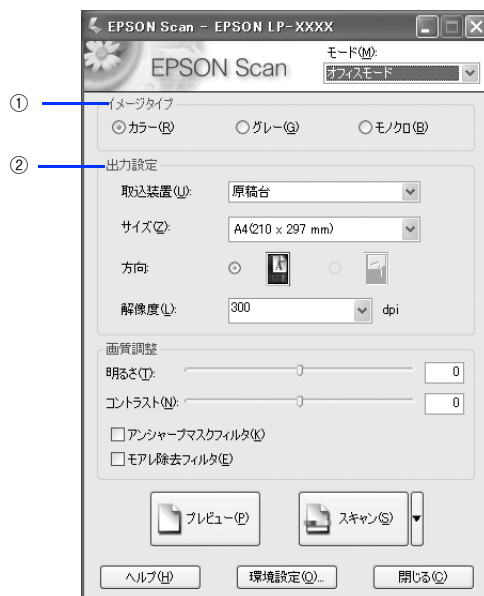 EPSON Scan - EPSON LP-XXXX
EPSON Scan
モード(M):
オフィスモード
①
イメージタイプ
カラー(R) グレー(G) モノクロ(B)
②
出力設定
取込装置(U): 原稿台
サイズ(Z): A4(210 x 297 mm)
方向:
解像度(L): 300 dpi
画質調整
明るさ(T): 0
コントラスト(N): 0
アンシャープマスクフィルタ(K)
モアレ除去フィルタ(E)
プレビュー(P) スキャン(S)
ヘルプ(H) 環境設定(O)... 閉じる(C)